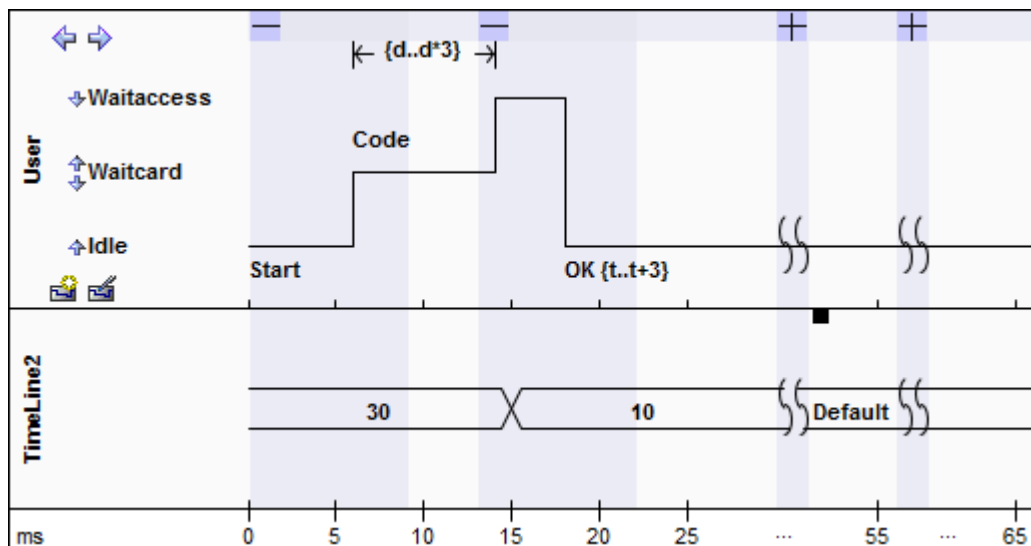 {d..d*3}
User
Waitaccess
Code
Waitcard
Idle
Start
OK {t..t+3}
TimeLine2
30
10
Default
ms
0
5
10
15
20
25
...
55
...
65